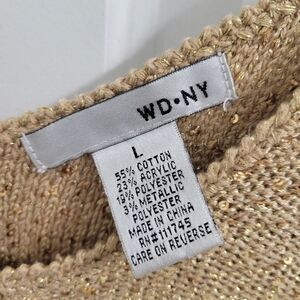 WD•NY
L
55% COTTON
23% ACRYLIC
19% POLYESTER
3% METALLIC
POLYESTER
MADE IN CHINA
RN#111745
CARE ON REVERSE